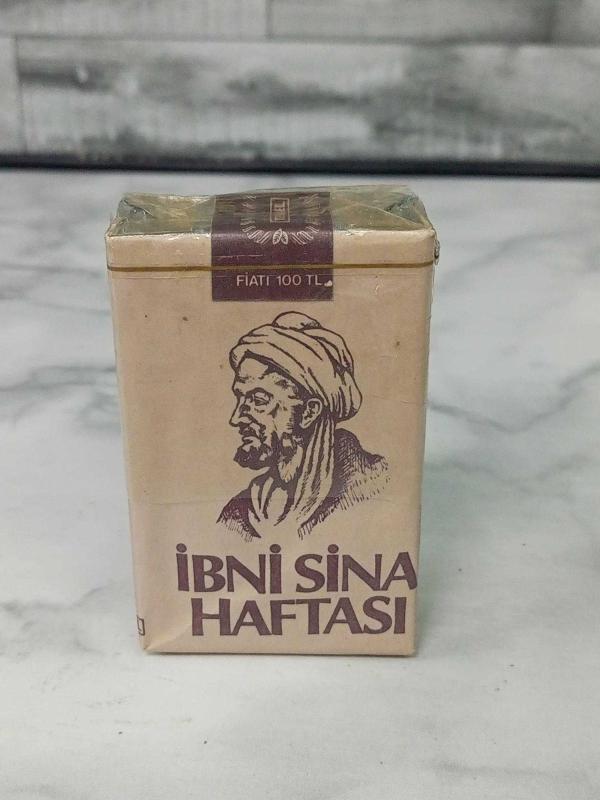 FİATI 100 TL.
İBNİ SİNA
HAFTASI